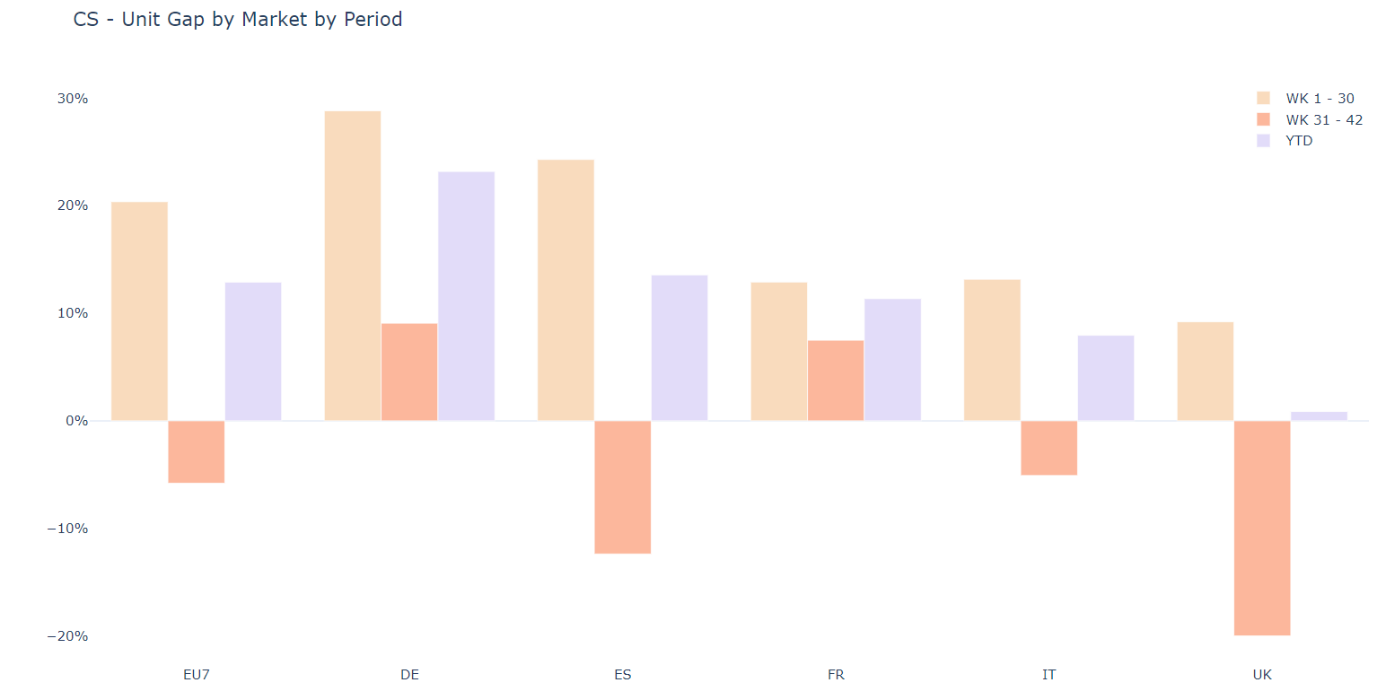 CS - Unit Gap by Market by Period
30%
20%
10%
0%
−10%
−20%
WK 1 - 30
WK 31 - 42
YTD
EU7
DE
ES
FR
IT
UK